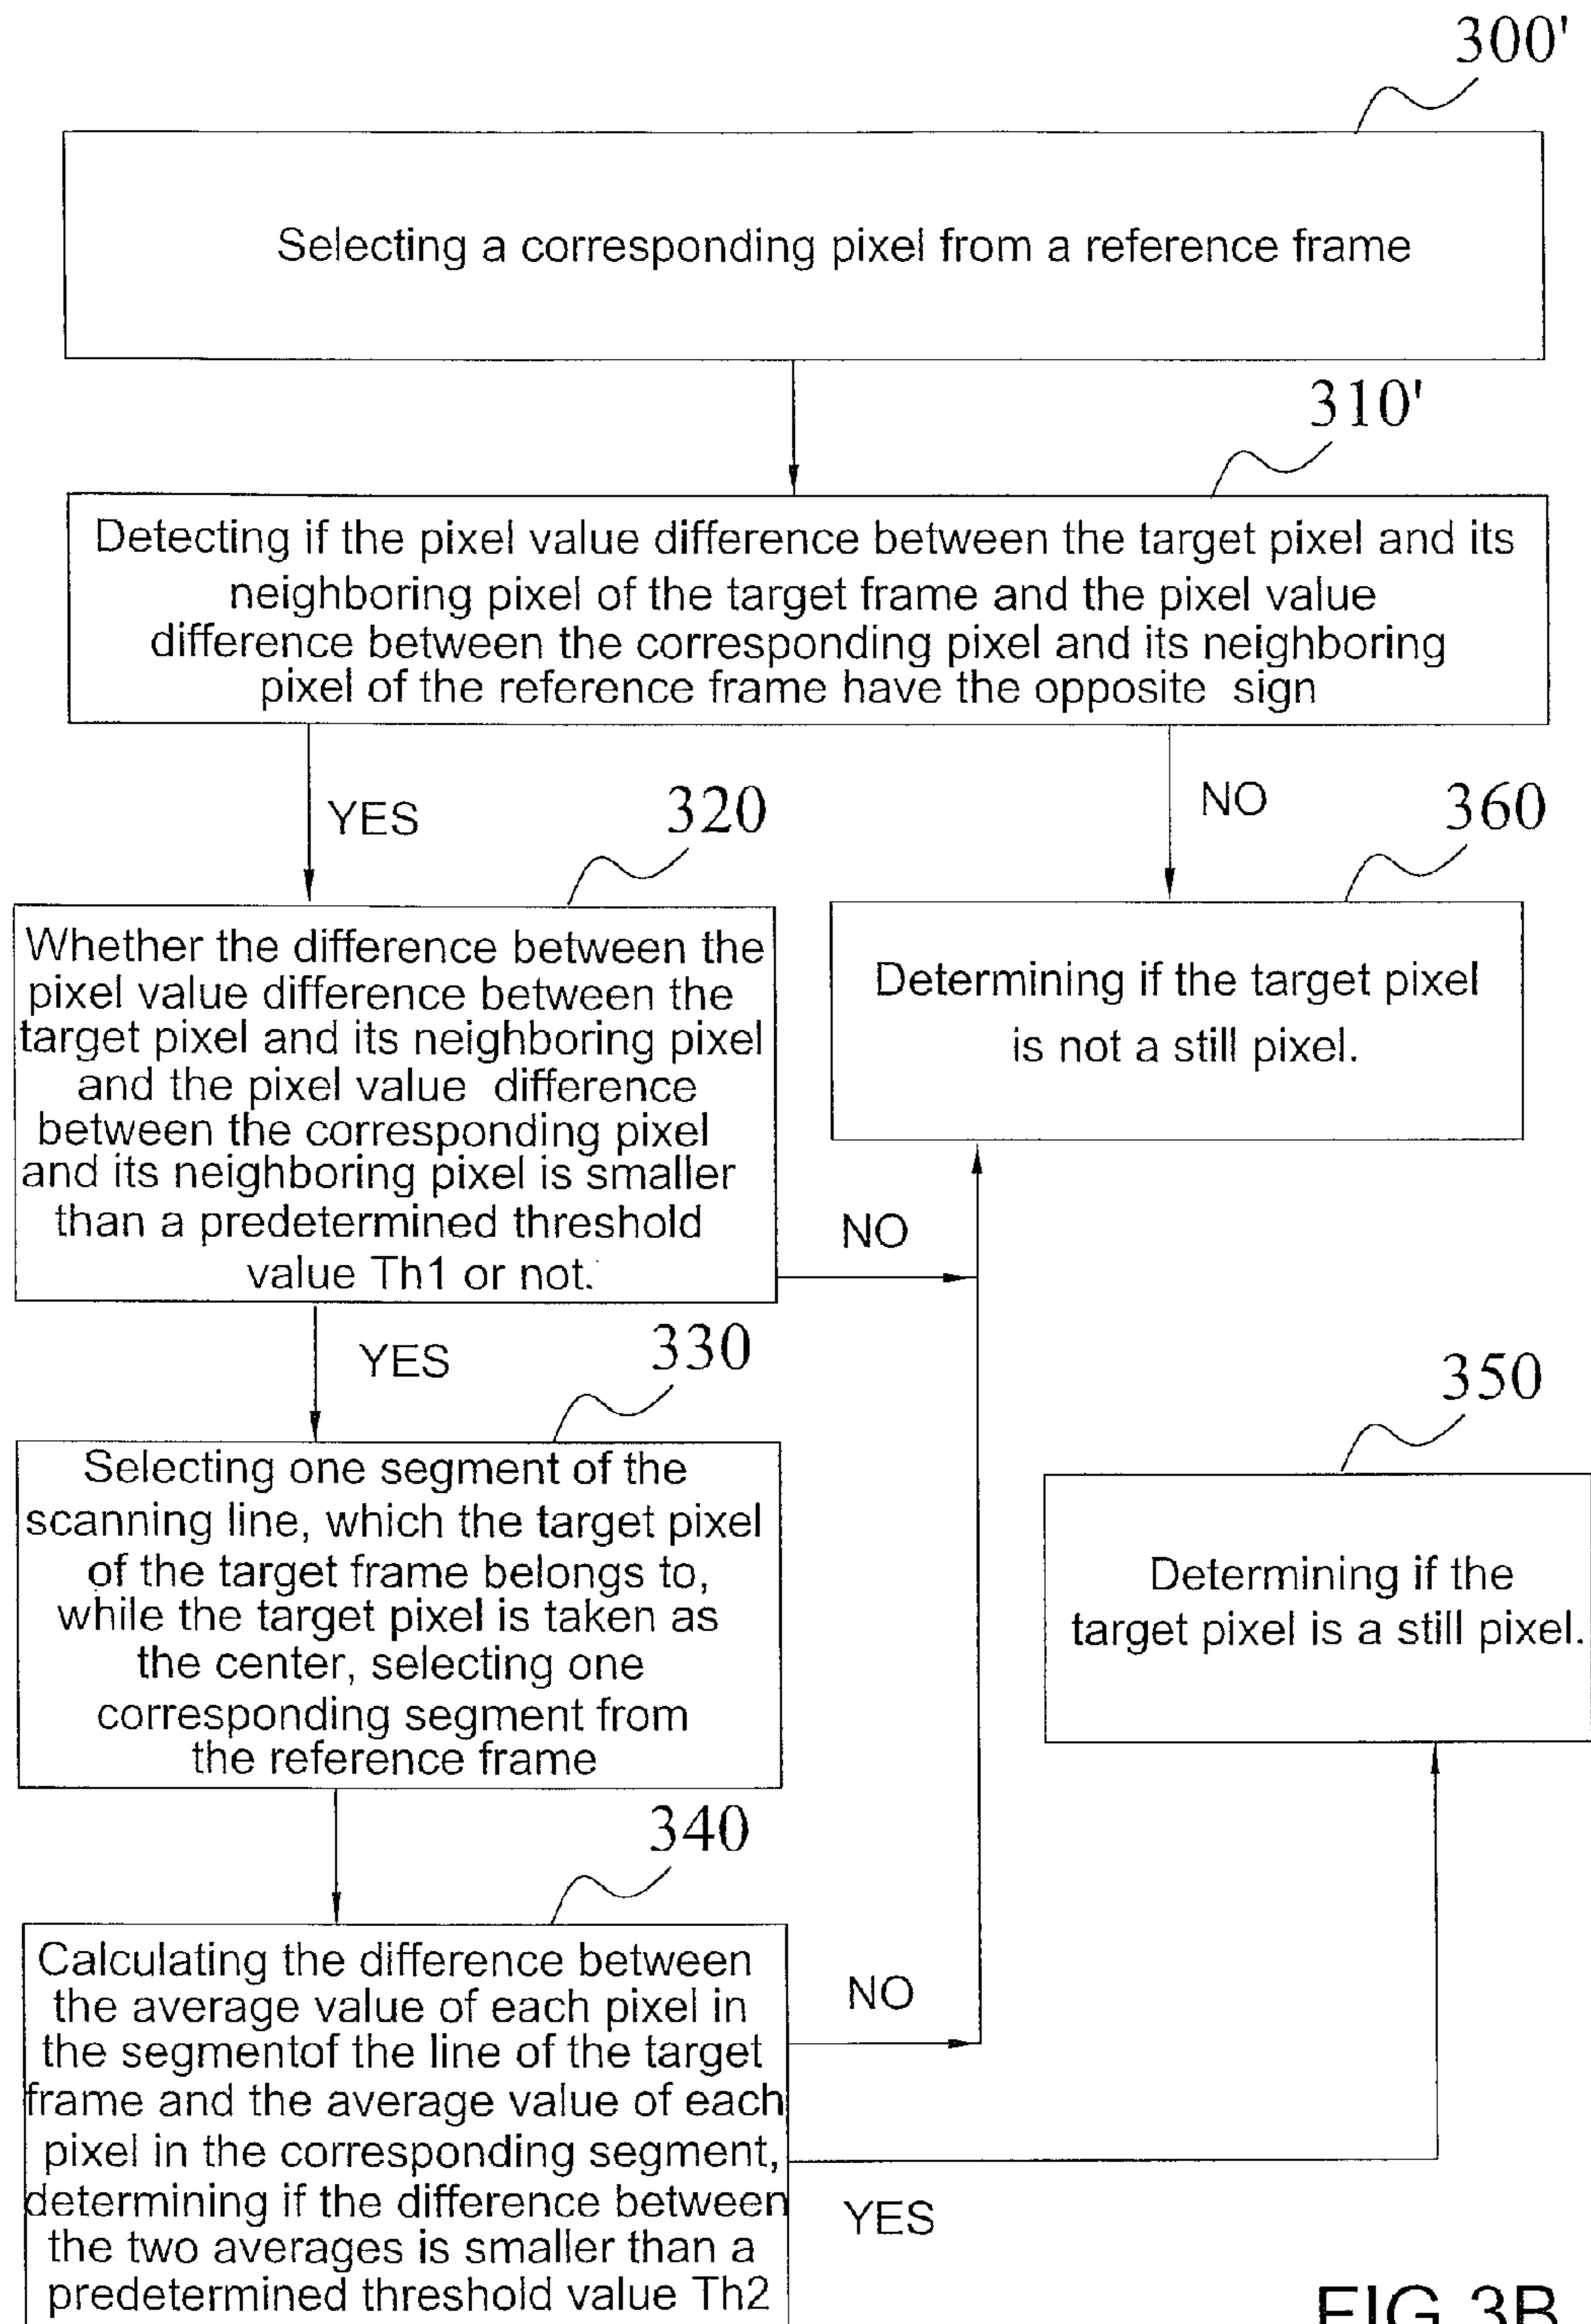 300'
Selecting a corresponding pixel from a reference frame
310'
Detecting if the pixel value difference between the target pixel and its
neighboring pixel of the target frame and the pixel value
difference between the corresponding pixel and its neighboring
pixel of the reference frame have the opposite sign
YES
320
NO
360
Whether the difference between the
pixel value difference between the
target pixel and its neighboring pixel
and the pixel value difference
between the corresponding pixel
and its neighboring pixel is smaller
than a predetermined threshold
value Th1 or not.
Determining if the target pixel
is not a still pixel.
NO
YES
330
350
Selecting one segment of the
scanning line, which the target pixel
of the target frame belongs to,
while the target pixel is taken as
the center, selecting one
corresponding segment from
the reference frame
Determining if the
target pixel is a still pixel.
340
Calculating the difference between
the average value of each pixel in
the segmentof the line of the target
frame and the average value of each
pixel in the corresponding segment,
determining if the difference between
the two averages is smaller than a
predetermined threshold value Th2
NO
YES
FIG.3B